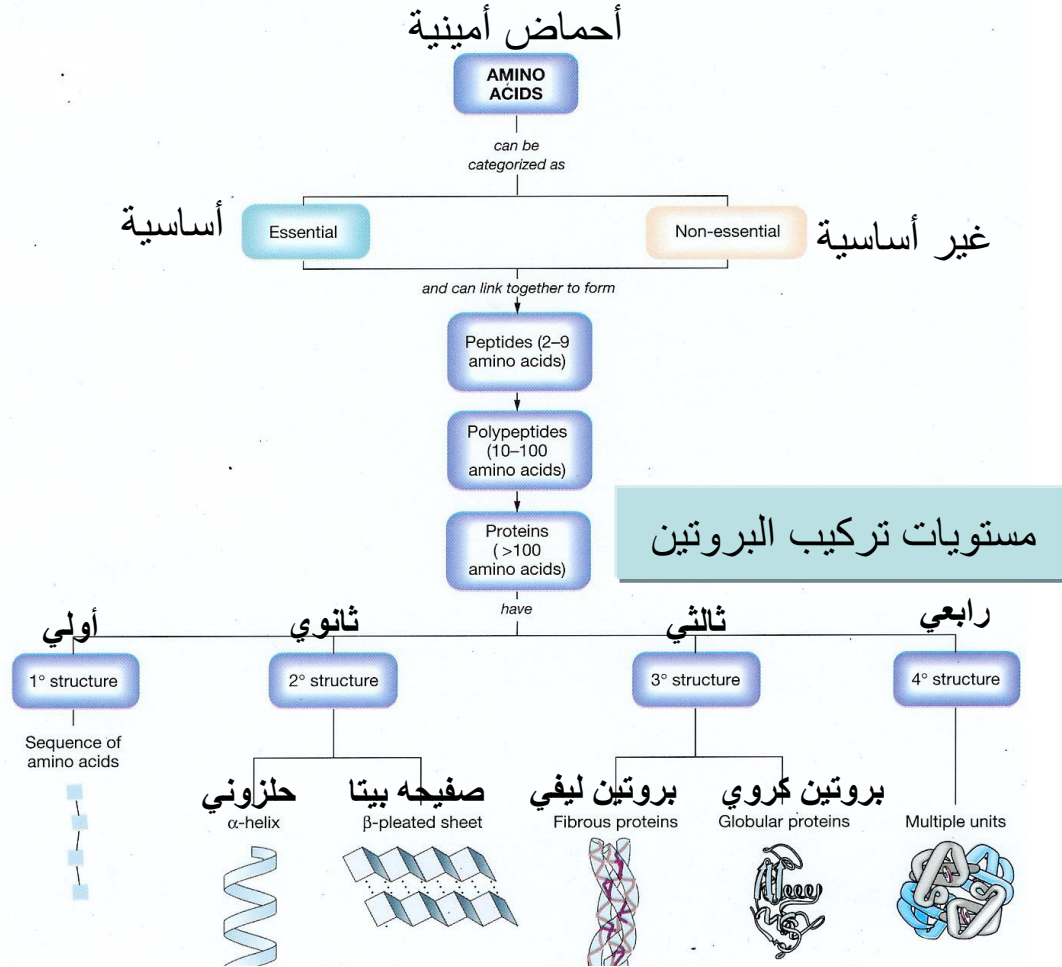 أحماض أمينية
AMINO
ACIDS
can be
categorized as
أساسية
Essential
Non-essential
غير أساسية
and can link together to form
Peptides (2–9
amino acids)
Polypeptides
(10–100
amino acids)
Proteins
( >100
amino acids)
مستويات تركيب البروتين
have
أولي
ثانوي
ثالثي
رابعي
1° structure
2° structure
3° structure
4° structure
Sequence of
amino acids
حلزوني
صفيحه بيتا
بروتين ليفي
بروتين كروي
α-helix
β-pleated sheet
Fibrous proteins
Globular proteins
Multiple units